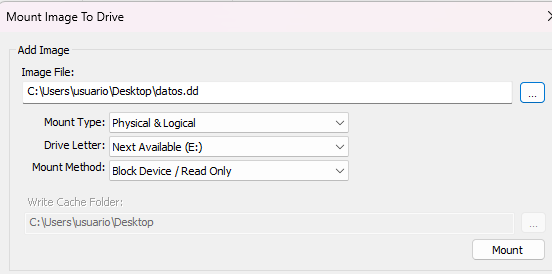 Mount Image To Drive
Add Image
Image File:
C:\Users\usuario\Desktop\datos.dd
...
Mount Type: Physical & Logical
Drive Letter: Next Available (E:)
Mount Method: Block Device / Read Only
Write Cache Folder:
C:\Users\usuario\Desktop
...
Mount